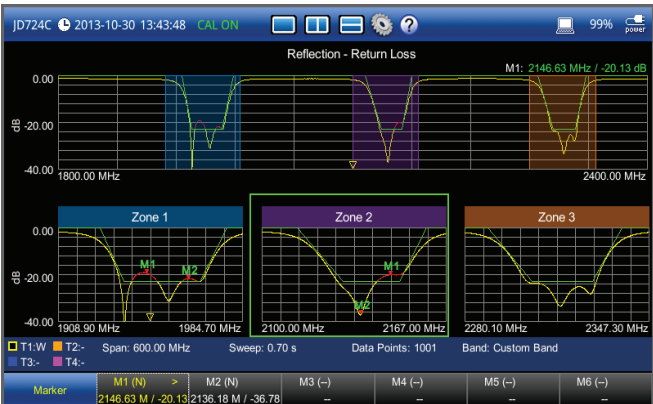 JD724C 2013-10-30 13:43:48 CAL ON 99% power
Reflection - Return Loss
M1: 2146.63 MHz / -20.13 dB
0.00
dB -20.00
-40.00
1800.00 MHz 2400.00 MHz
Zone 1 Zone 2 Zone 3
0.00
M1 M2 M1
dB -20.00
M2
-40.00
1908.90 MHz 1984.70 MHz 2100.00 MHz 2167.00 MHz 2280.10 MHz 2347.30 MHz
T1:W T2:- Span: 600.00 MHz Sweep: 0.70 s Data Points: 1001 Band: Custom Band
T3:- T4:-
Marker M1 (N) > M2 (N) M3 (--) M4 (--) M5 (--) M6 (--)
2146.63 M / -20.13 2136.18 M / -36.78 -- -- -- --